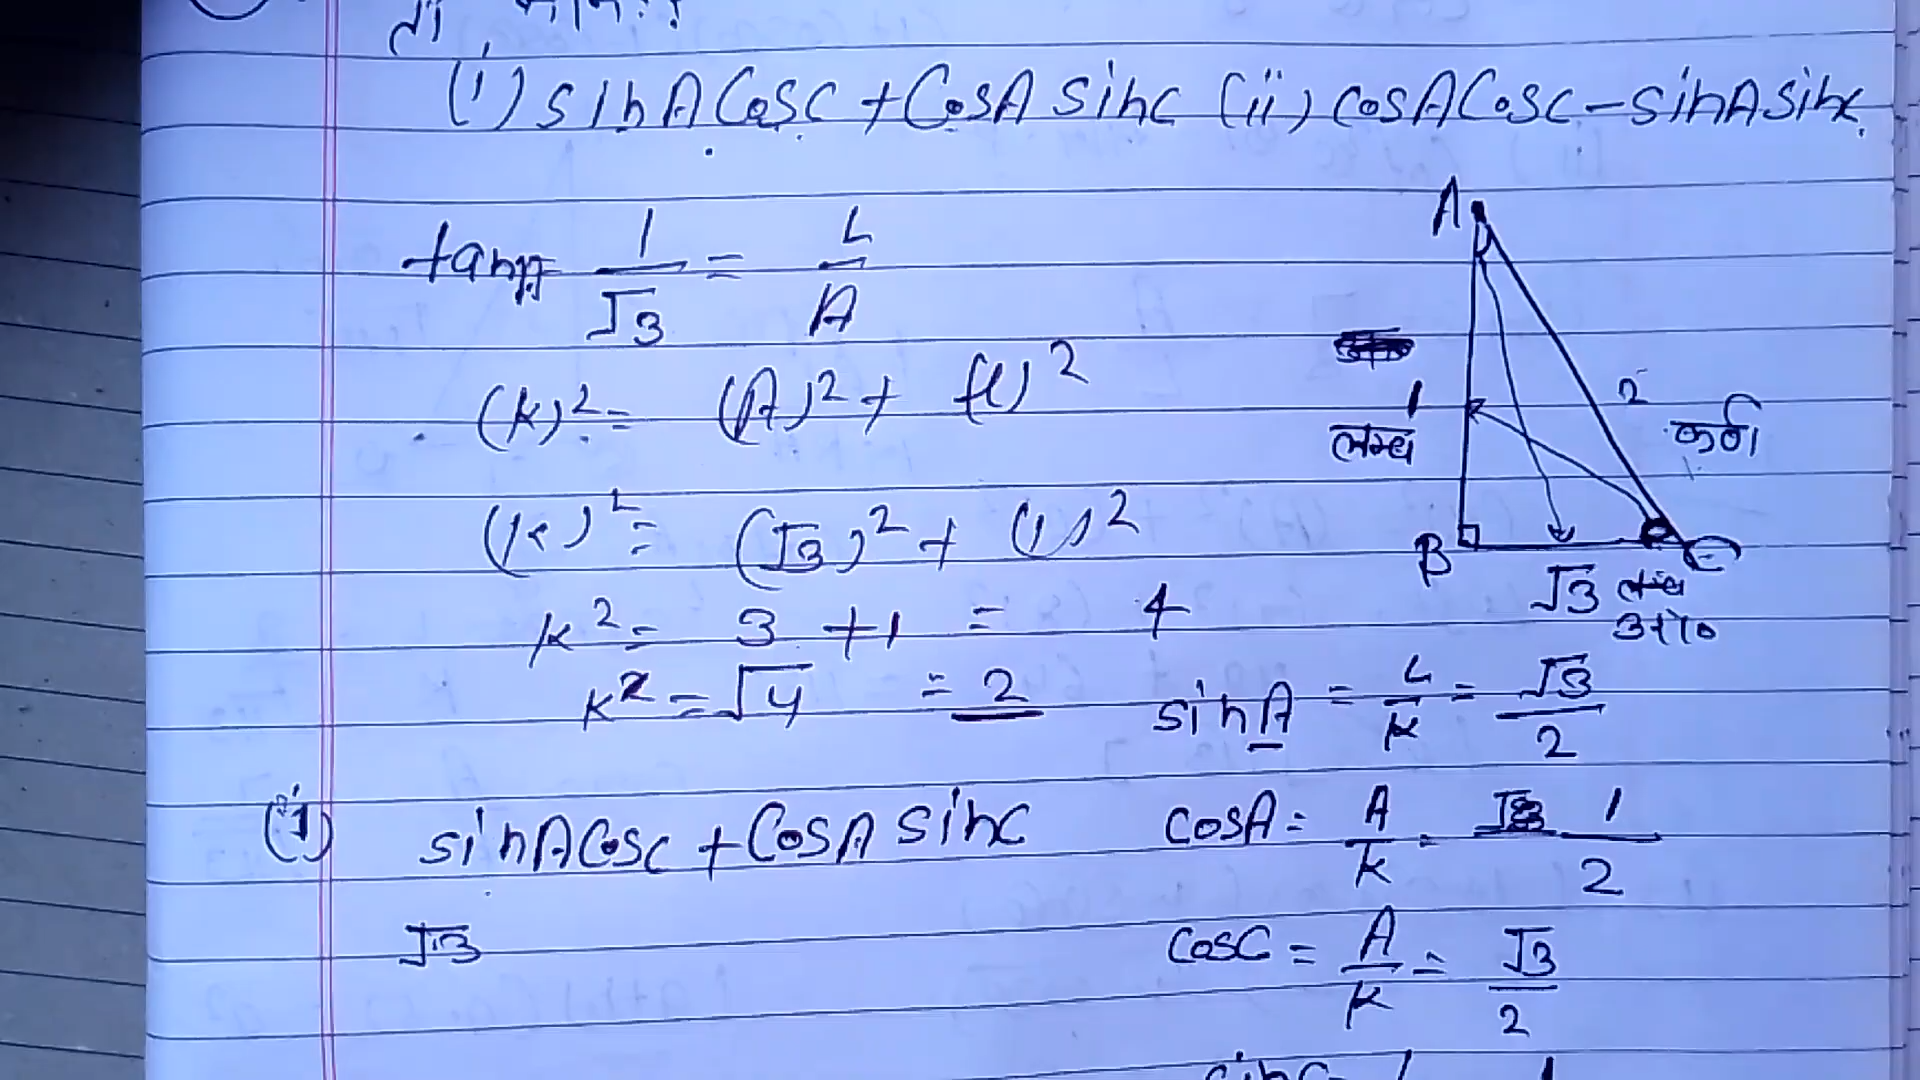 (i) sinA CosC + CosA sinC (ii) cosA CosC - sinA sinC
tanA = 1/√3 = L/A
(k)² = (A)² + (L)²
(k)² = (√3)² + (1)²
k² = 3 + 1 = 4
k = √4 = 2
A
1
लम्ब
2
कर्ण
B
C
√3
आ०
sinA = L/k = √3/2
(i) sinA CosC + CosA sinC
cosA = A/k = 1/2
√3
cosC = A/k = √3/2